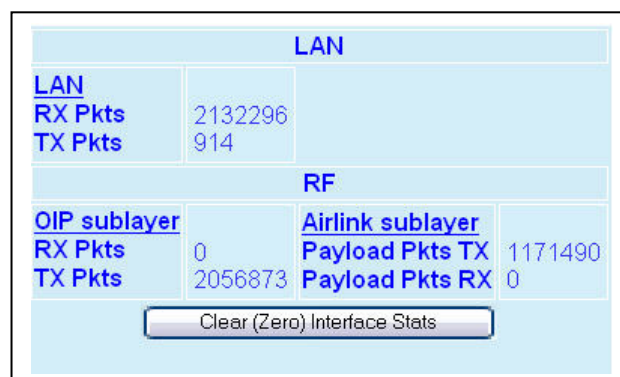 LAN
LAN
RX Pkts 2132296
TX Pkts 914
RF
OIP sublayer Airlink sublayer
RX Pkts 0 Payload Pkts TX 1171490
TX Pkts 2056873 Payload Pkts RX 0
Clear (Zero) Interface Stats